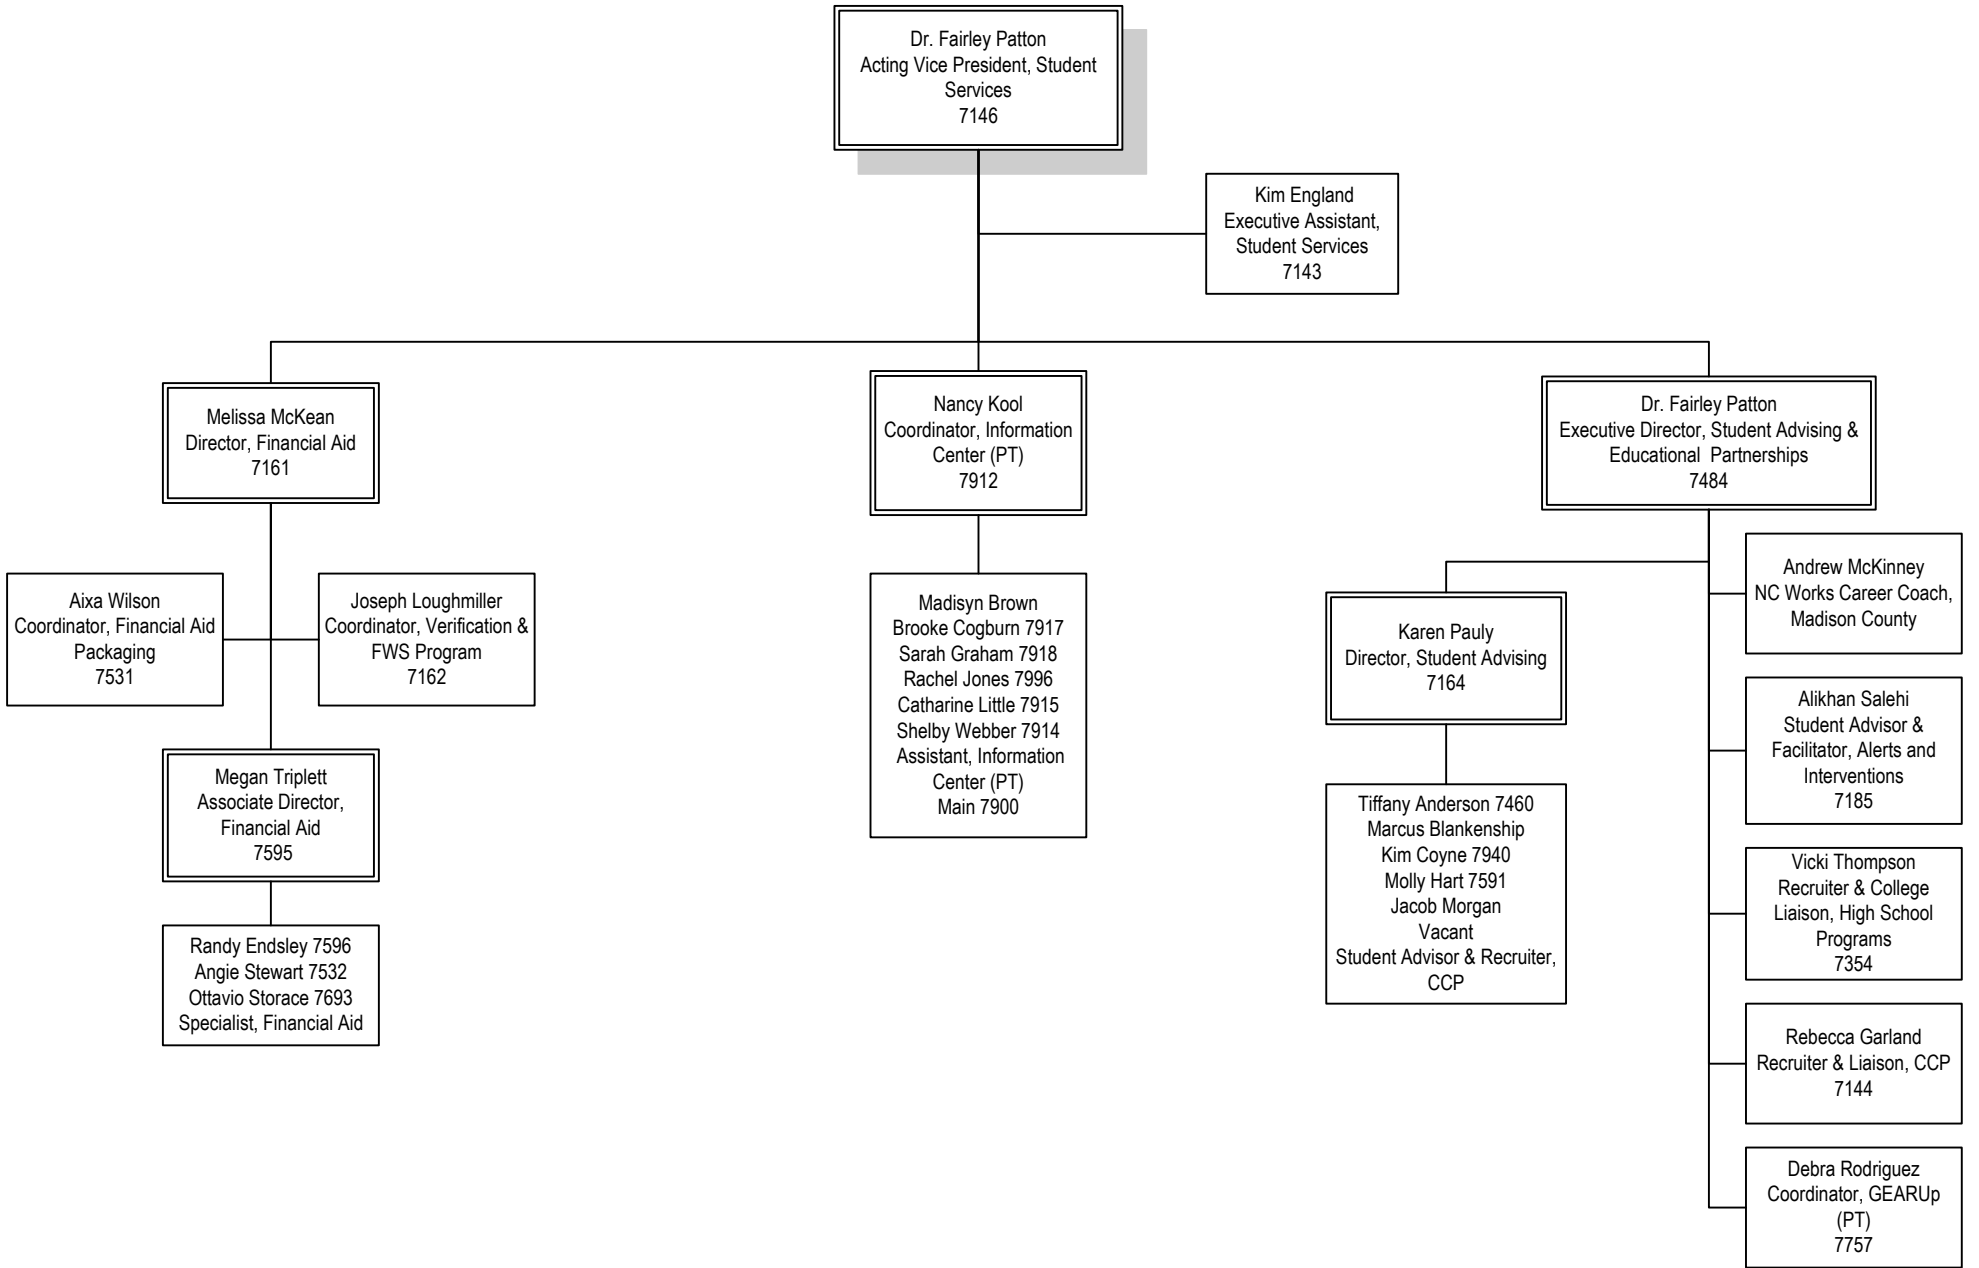 Dr. Fairley Patton
Acting Vice President, Student
Services
7146
Kim England
Executive Assistant,
Student Services
7143
Melissa McKean
Director, Financial Aid
7161
Nancy Kool
Coordinator, Information
Center (PT)
7912
Dr. Fairley Patton
Executive Director, Student Advising &
Educational Partnerships
7484
Aixa Wilson
Coordinator, Financial Aid
Packaging
7531
Joseph Loughmiller
Coordinator, Verification &
FWS Program
7162
Megan Triplett
Associate Director,
Financial Aid
7595
Randy Endsley 7596
Angie Stewart 7532
Ottavio Storace 7693
Specialist, Financial Aid
Madisyn Brown
Brooke Cogburn 7917
Sarah Graham 7918
Rachel Jones 7996
Catharine Little 7915
Shelby Webber 7914
Assistant, Information
Center (PT)
Main 7900
Karen Pauly
Director, Student Advising
7164
Tiffany Anderson 7460
Marcus Blankenship
Kim Coyne 7940
Molly Hart 7591
Jacob Morgan
Vacant
Student Advisor & Recruiter,
CCP
Andrew McKinney
NC Works Career Coach,
Madison County
Alikhan Salehi
Student Advisor &
Facilitator, Alerts and
Interventions
7185
Vicki Thompson
Recruiter & College
Liaison, High School
Programs
7354
Rebecca Garland
Recruiter & Liaison, CCP
7144
Debra Rodriguez
Coordinator, GEARUp
(PT)
7757